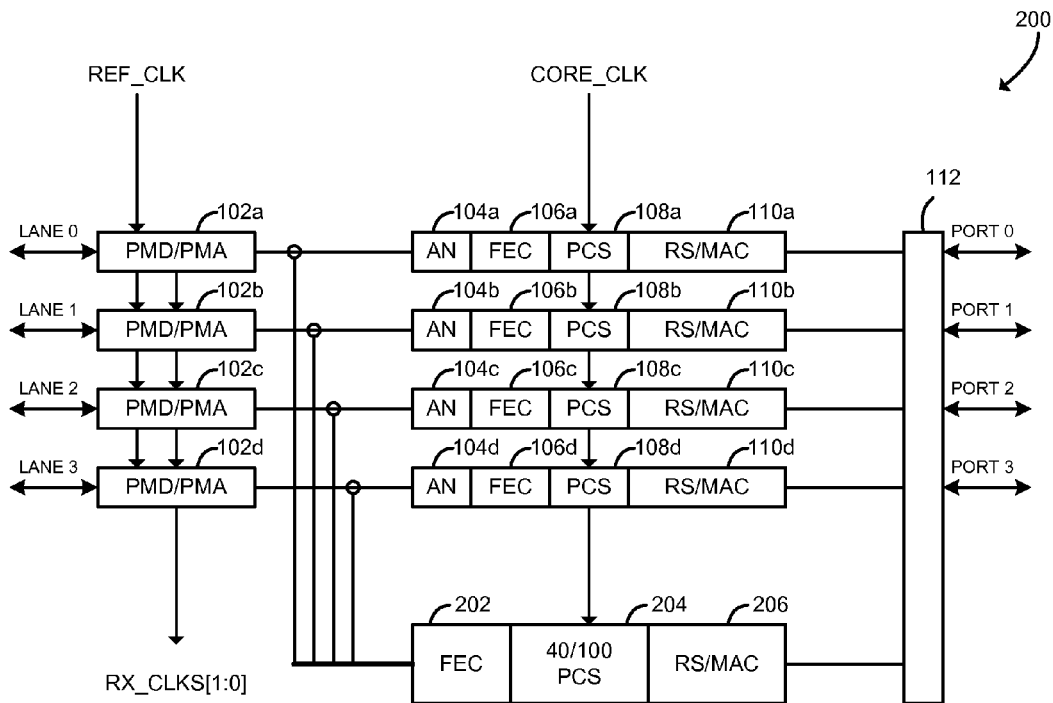 200
REF_CLK
CORE_CLK
112
102a
104a 106a 108a 110a
LANE 0
PMD/PMA
AN FEC PCS RS/MAC
PORT 0
102b
104b 106b 108b 110b
LANE 1
PMD/PMA
AN FEC PCS RS/MAC
PORT 1
102c
104c 106c 108c 110c
LANE 2
PMD/PMA
AN FEC PCS RS/MAC
PORT 2
102d
104d 106d 108d 110d
LANE 3
PMD/PMA
AN FEC PCS RS/MAC
PORT 3
202 204 206
FEC
40/100
PCS
RS/MAC
RX_CLKS[1:0]